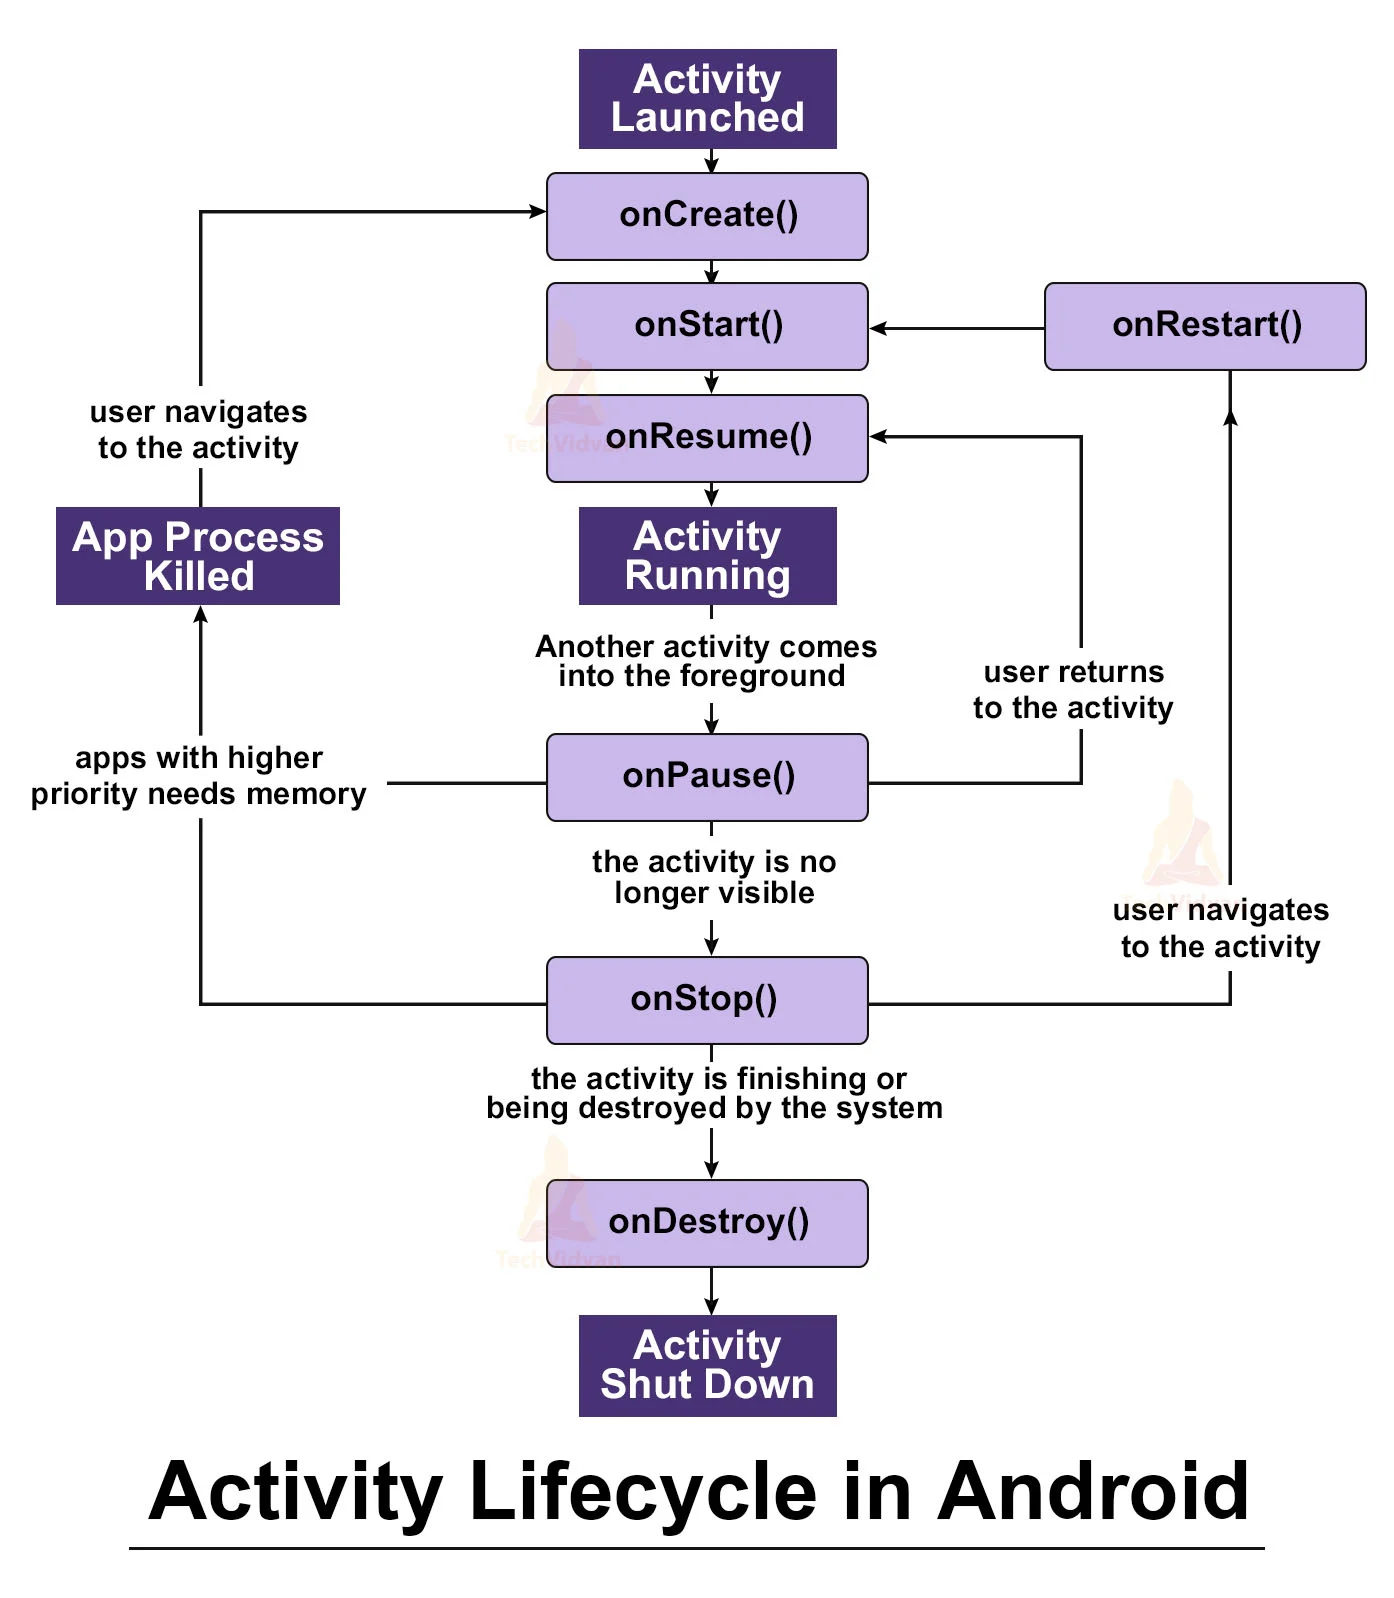 Activity
Launched
onCreate()
onStart()
onRestart()
user navigates
to the activity
TechVidvan
onResume()
App Process
Killed
Activity
Running
Another activity comes
into the foreground
user returns
to the activity
apps with higher
priority needs memory
onPause()
the activity is no
longer visible
TechVidvan
user navigates
to the activity
onStop()
the activity is finishing or
being destroyed by the system
onDestroy()
TechVidvan
Activity
Shut Down
Activity Lifecycle in Android